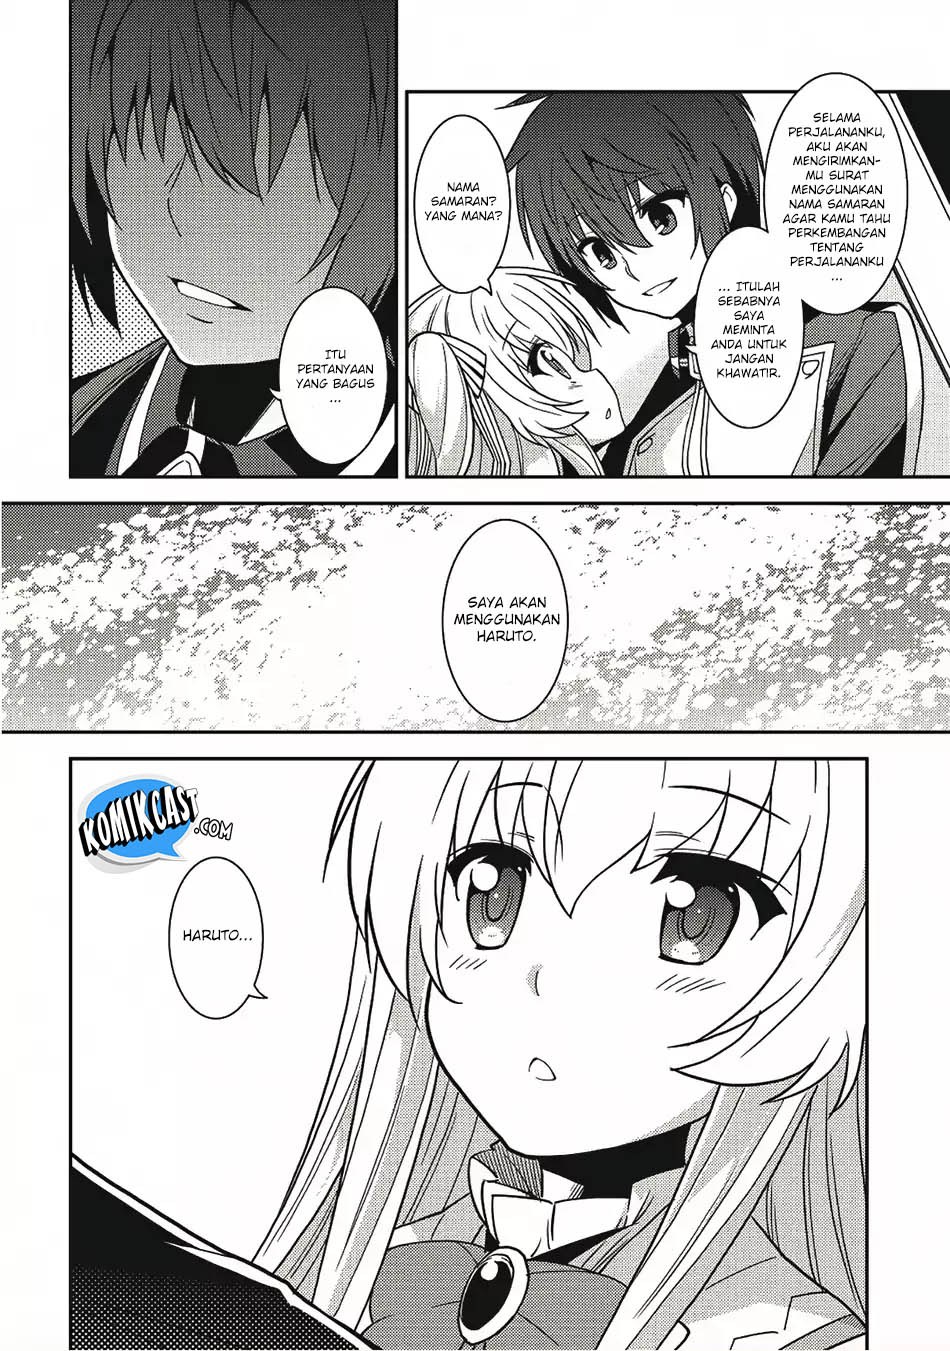 SELAMA
PERJALANANKU,
AKU AKAN
MENGIRIMKAN-
MU SURAT
MENGGUNAKAN
NAMA SAMARAN
AGAR KAMU TAHU
PERKEMBANGAN
TENTANG
PERJALANANKU
...
... ITULAH
SEBABNYA
SAYA
MEMINTA
ANDA UNTUK
JANGAN
KHAWATIR.
NAMA
SAMARAN?
YANG MANA?
ITU
PERTANYAAN
YANG BAGUS
...
SAYA AKAN
MENGGUNAKAN
HARUTO.
KOMIKCAST
.COM
HARUTO...